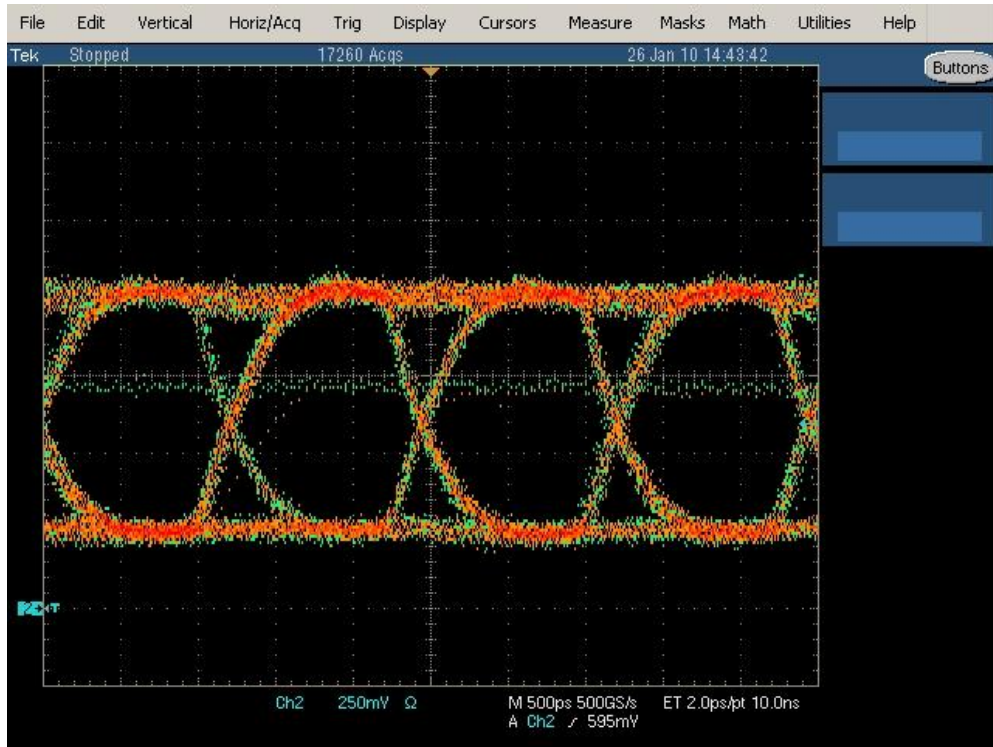 File Edit Vertical Horiz/Acq Trig Display Cursors Measure Masks Math Utilities Help
Tek Stopped 17260 Acqs 26 Jan 10 14:43:42
Buttons
2
T
Ch2 250mV Ω M 500ps 500GS/s ET 2.0ps/pt 10.0ns
A Ch2 ∕ 595mV